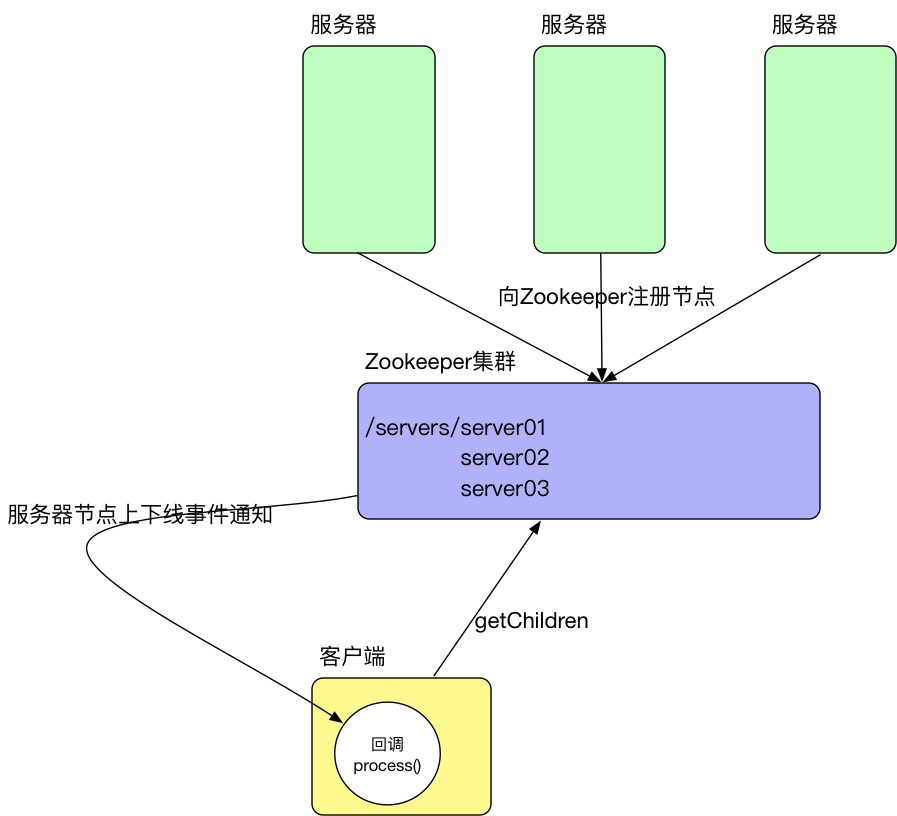 服务器
服务器
服务器
向Zookeeper注册节点
Zookeeper集群
/servers/server01
server02
server03
服务器节点上下线事件通知
getChildren
客户端
回调
process()